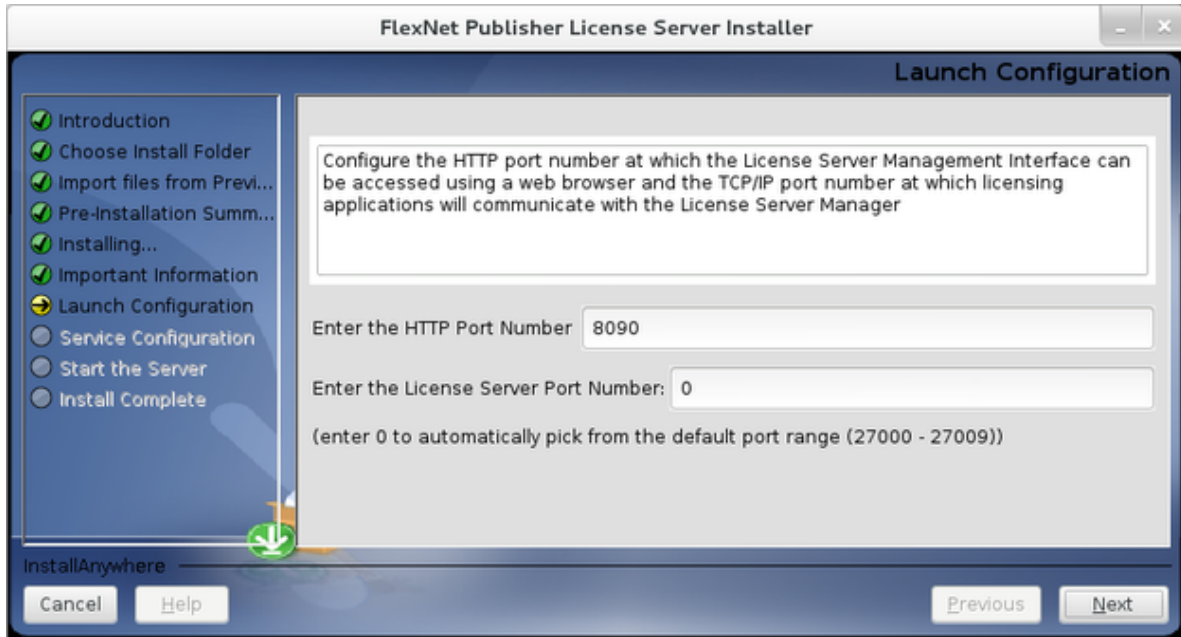 FlexNet Publisher License Server Installer
Launch Configuration
Introduction
Choose Install Folder
Import files from Previ...
Pre-Installation Summ...
Installing...
Important Information
Launch Configuration
Service Configuration
Start the Server
Install Complete
Configure the HTTP port number at which the License Server Management Interface can
be accessed using a web browser and the TCP/IP port number at which licensing
applications will communicate with the License Server Manager
Enter the HTTP Port Number 8090
Enter the License Server Port Number: 0
(enter 0 to automatically pick from the default port range (27000 - 27009))
InstallAnywhere
Cancel Help Previous Next